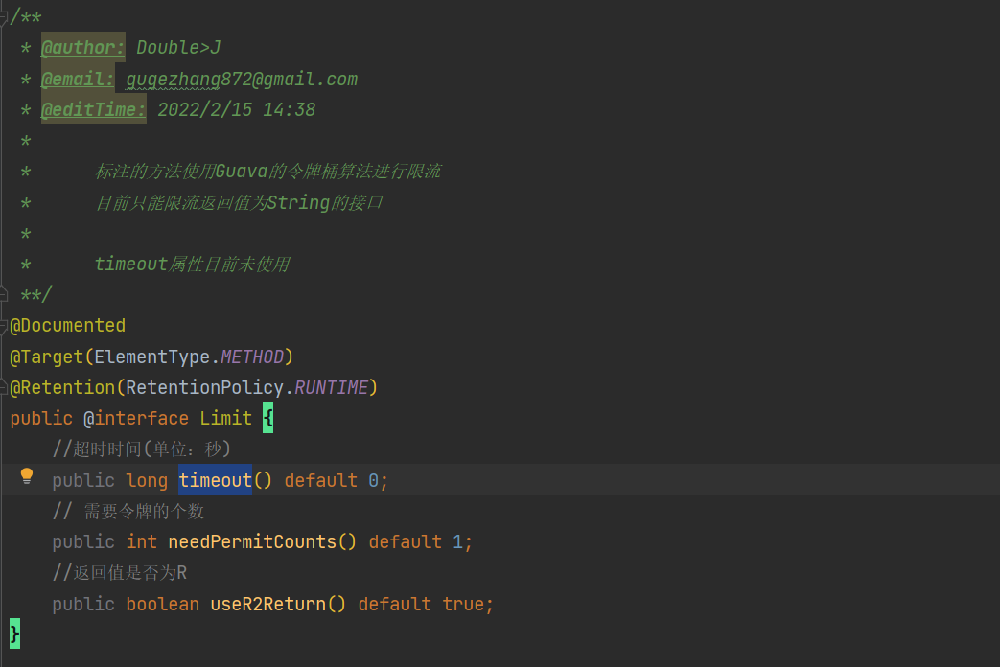 /**
 * @author: Double>J
 * @email: gugezhang872@gmail.com
 * @editTime: 2022/2/15 14:38
 *
 *      标注的方法使用Guava的令牌桶算法进行限流
 *      目前只能限流返回值为String的接口
 *
 *      timeout属性目前未使用
 **/
@Documented
@Target(ElementType.METHOD)
@Retention(RetentionPolicy.RUNTIME)
public @interface Limit {
    //超时时间(单位：秒)
    public long timeout() default 0;
    // 需要令牌的个数
    public int needPermitCounts() default 1;
    //返回值是否为R
    public boolean useR2Return() default true;
}